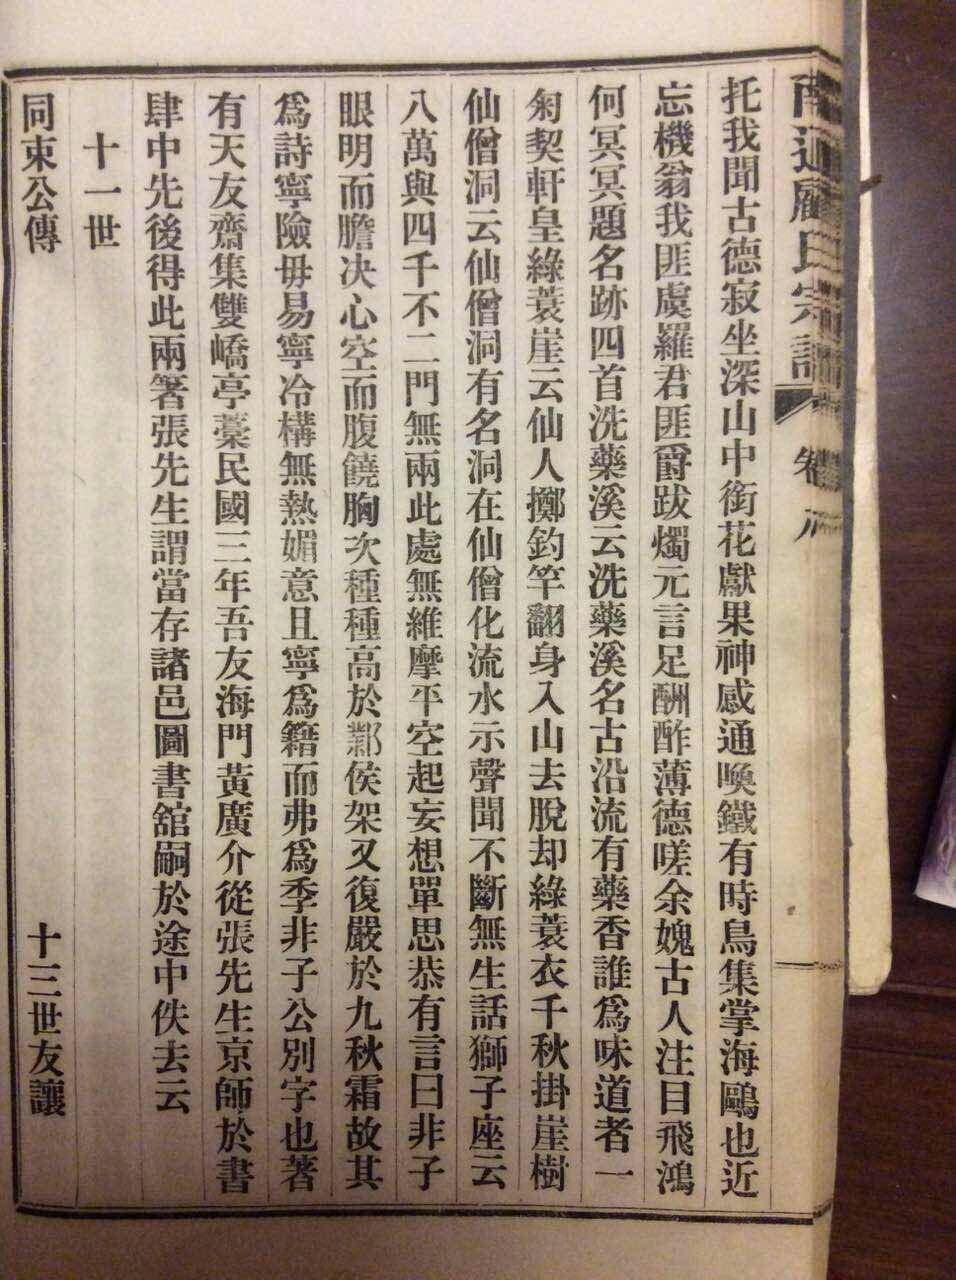 南通顧氏宗譜 卷八
托我聞古德寂坐深山中銜花獻果神感通喚鐵有時鳥集掌海鷗也近
忘機翁我匪虞羅君匪爵跋燭元言足酬酢薄德嗟余媿古人注目飛鴻
何冥冥題名跡四首洗藥溪云洗藥溪名古沿流有藥香誰爲味道者一
匊契軒皇綠蓑崖云仙人擲釣竿翻身入山去脫却綠蓑衣千秋掛崖樹
仙僧洞云仙僧洞有名洞在仙僧化流水示聲聞不斷無生話獅子座云
八萬與四千不二門無兩此處無維摩平空起妄想單思恭有言曰非子
眼明而膽决心空而腹饒胸次種種高於鄴侯架又復嚴於九秋霜故其
爲詩寧險毋易寧冷構無熱媚意且寧爲籍而弗爲季非子公別字也著
有天友齋集雙嶠亭藁民國三年吾友海門黃廣介從張先生京師於書
肆中先後得此兩箸張先生謂當存諸邑圖書舘嗣於途中佚去云
十一世
同束公傳 十三世友讓